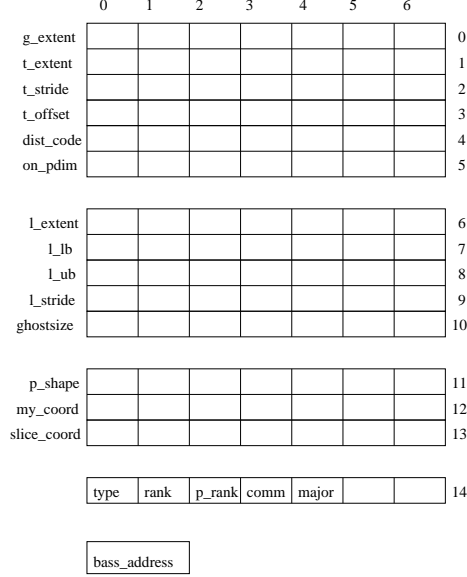 0 1 2 3 4 5 6
g_extent 0
t_extent 1
t_stride 2
t_offset 3
dist_code 4
on_pdim 5
l_extent 6
l_lb 7
l_ub 8
l_stride 9
ghostsize 10
p_shape 11
my_coord 12
slice_coord 13
type rank p_rank comm major 14
bass_address